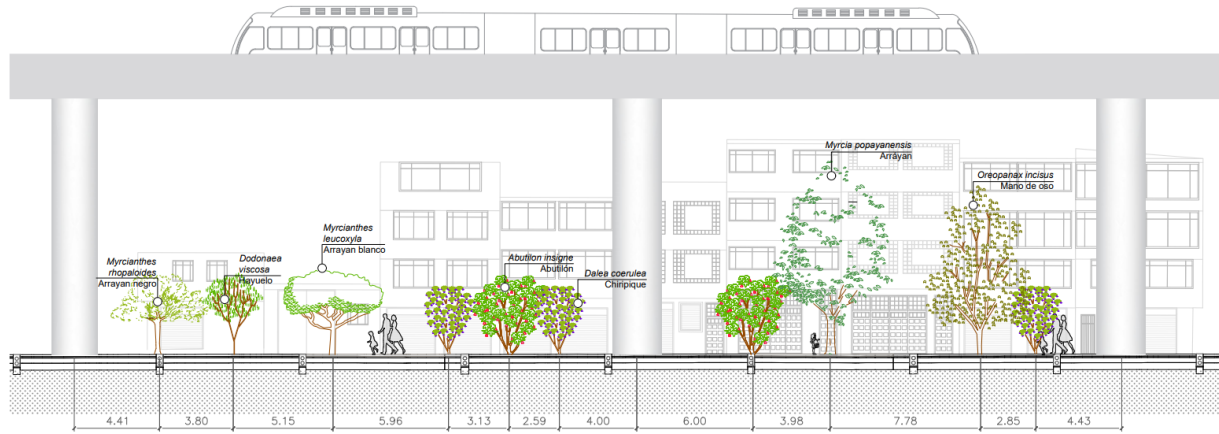 Myrcia popayanensis
Arrayan
Oreopanax incisus
Mano de oso
Myrcianthes
leucoxyla
Arrayan blanco
Myrcianthes
rhopaloides
Arrayan negro
Dodonaea
viscosa
Hayuelo
Abutilon insigne
Abutilón
Dalea coerulea
Chiripique
4.41
3.80
5.15
5.96
3.13
2.59
4.00
6.00
3.98
7.78
2.85
4.43